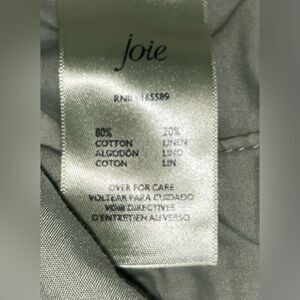 joie
RN# 165589
80% 20%
COTTON LINEN
ALGODÓN LINO
COTON LIN
OVER FOR CARE
VOLTEAR PARA CUIDADO
VOIR DIRECTIVES
D'ENTRETIEN AU VERSO